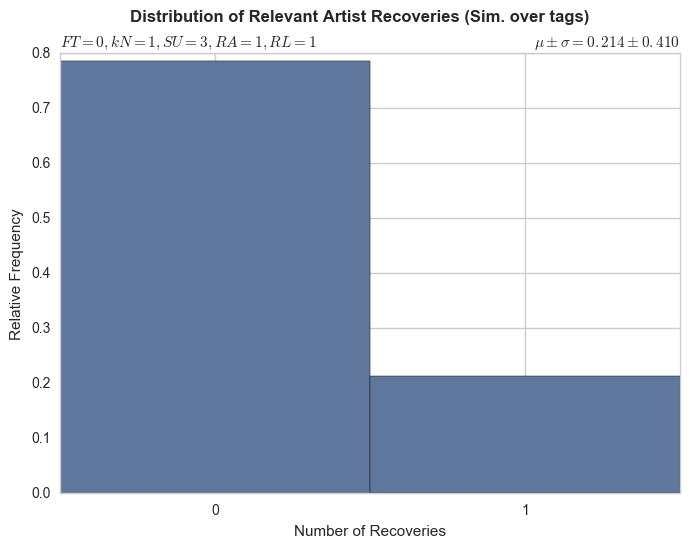 Distribution of Relevant Artist Recoveries (Sim. over tags)
FT = 0, kN = 1, SU = 3, RA = 1, RL = 1
μ ± σ = 0.214 ± 0.410
0.8
0.7
0.6
0.5
0.4
0.3
0.2
0.1
0.0
Relative Frequency
0
1
Number of Recoveries